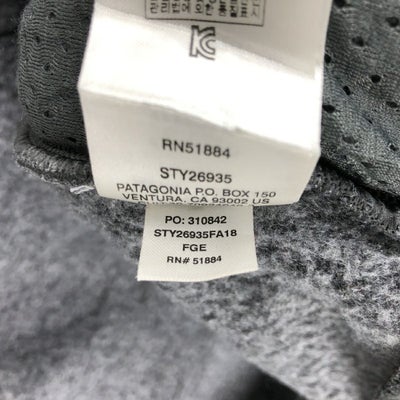 RN51884
STY26935
PATAGONIA P.O. BOX 150
VENTURA, CA 93002 US
PO: 310842
STY26935FA18
FGE
RN# 51884